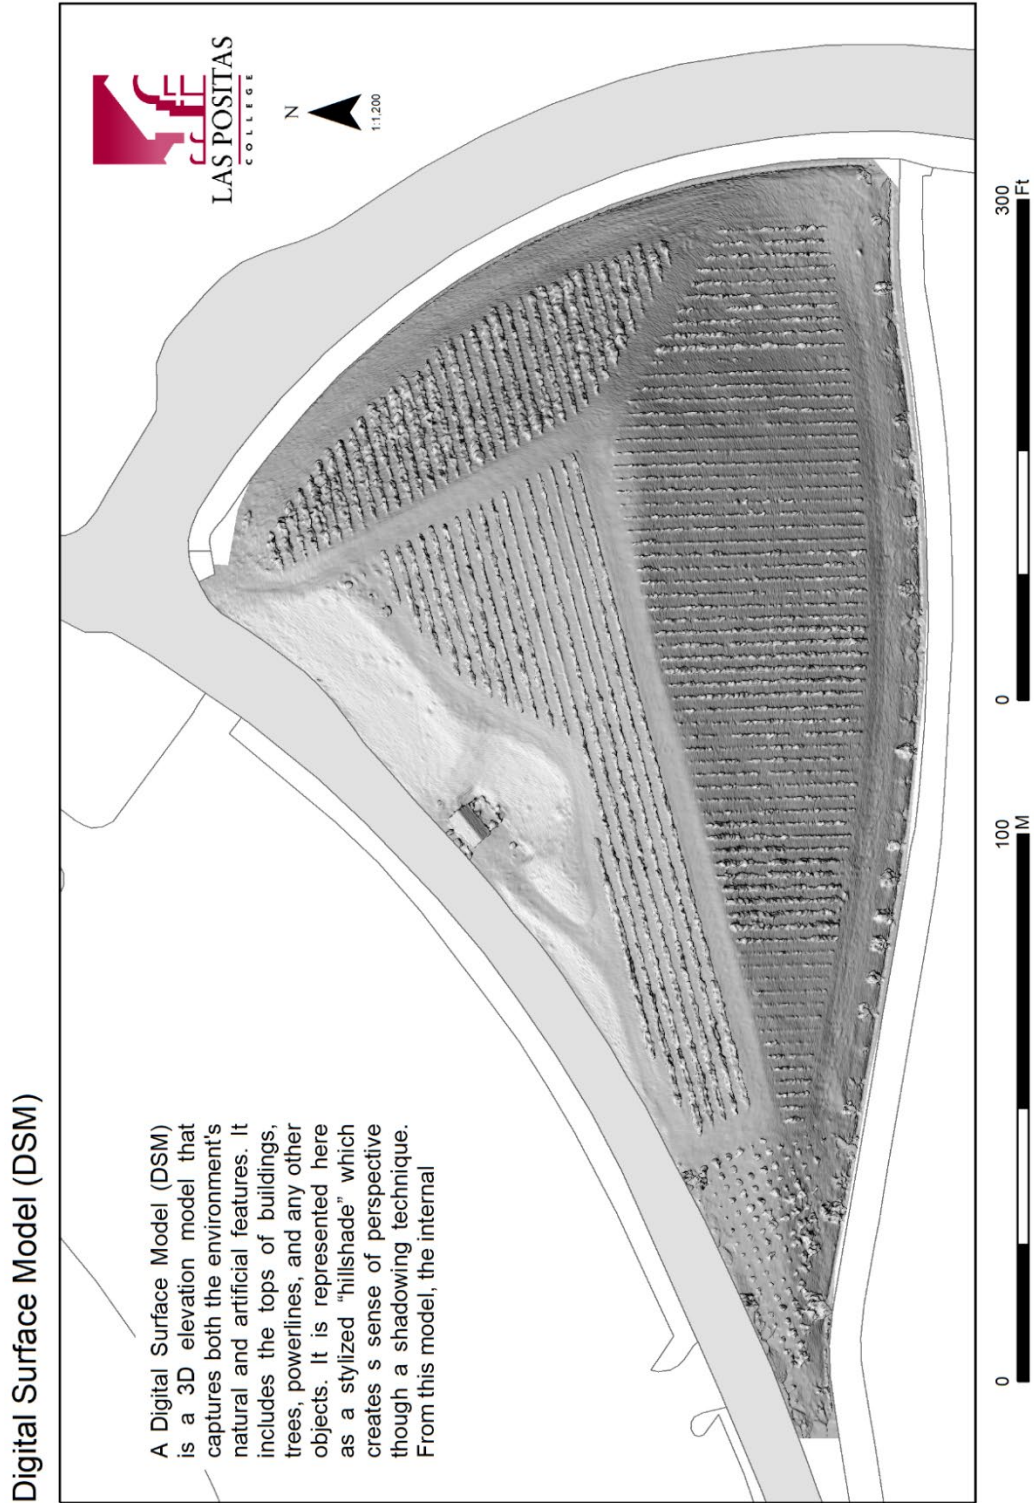 Digital Surface Model (DSM)
A Digital Surface Model (DSM)
is a 3D elevation model that
captures both the environment's
natural and artificial features. It
includes the tops of buildings,
trees, powerlines, and any other
objects. It is represented here
as a stylized "hillshade" which
creates s sense of perspective
though a shadowing technique.
From this model, the internal
LAS POSITAS
COLLEGE
N
1:1,200
0
100
M
0
300
Ft